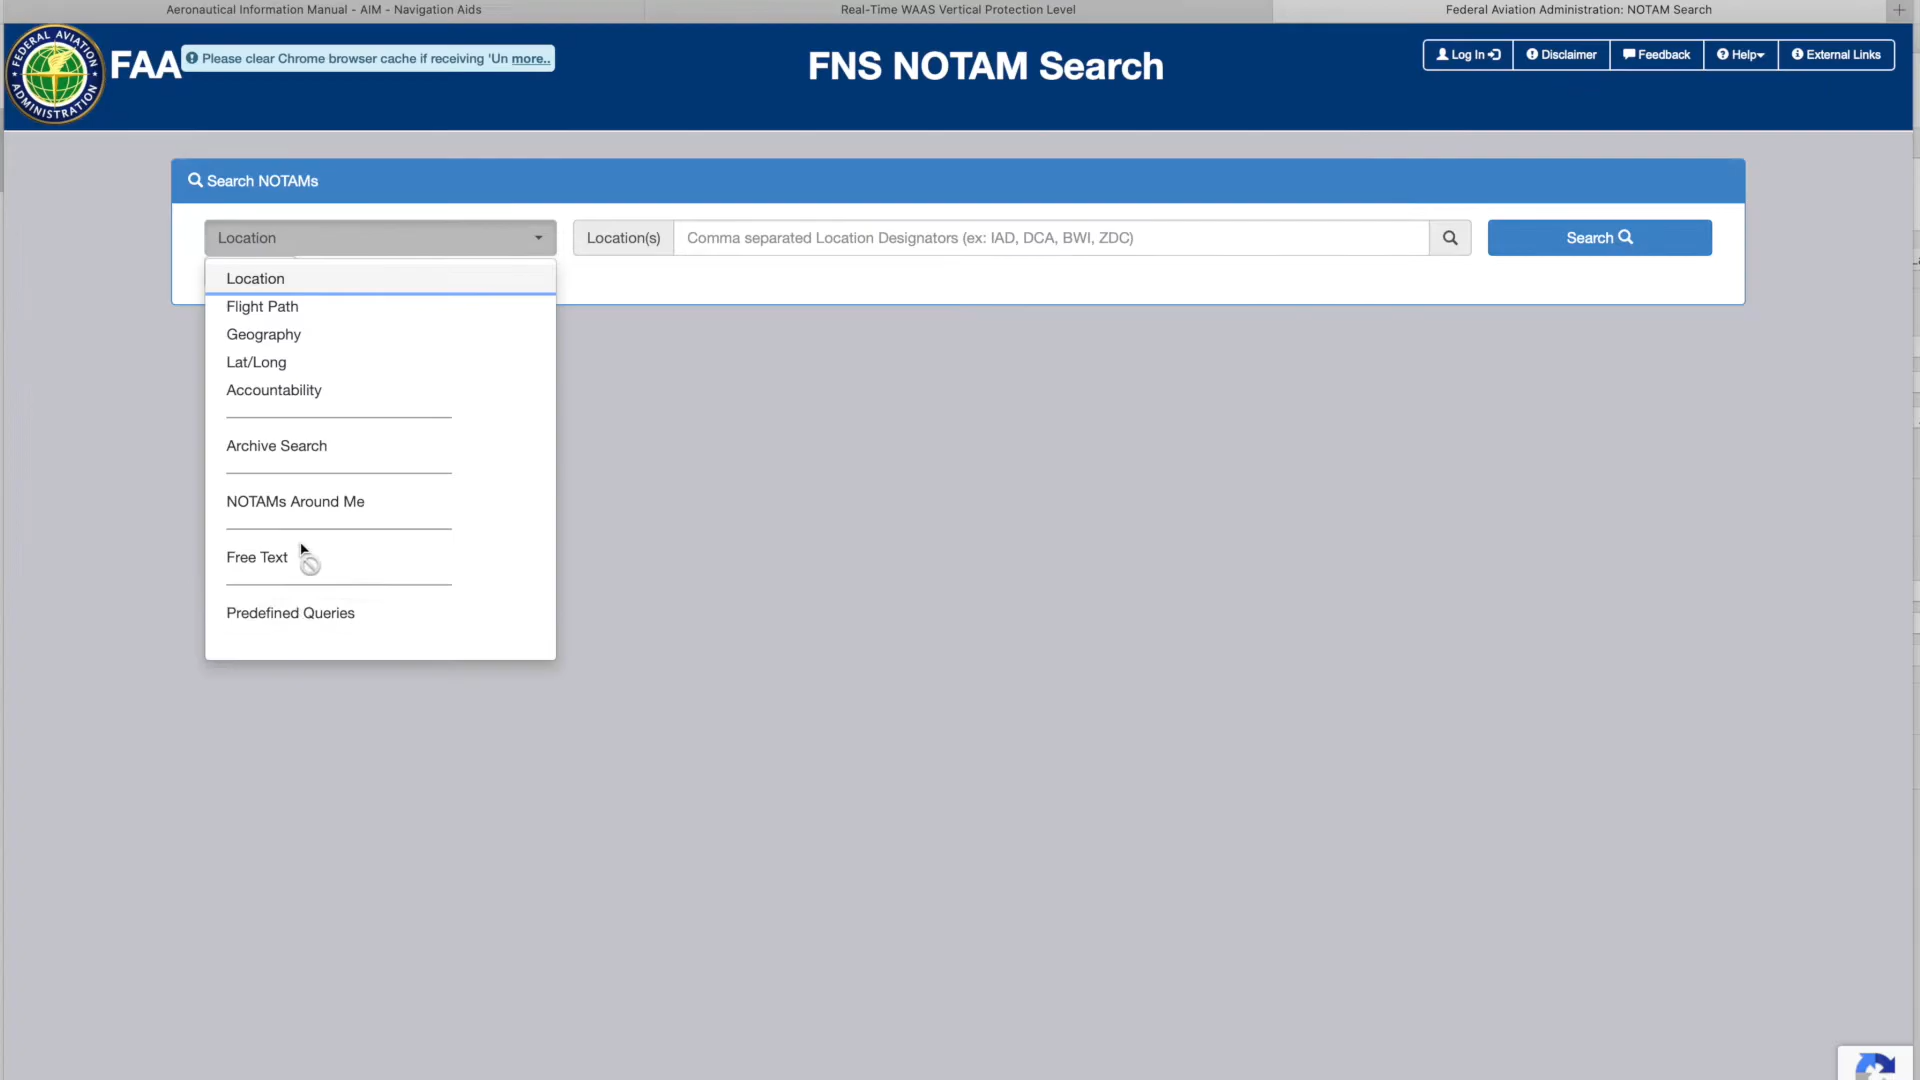 Aeronautical Information Manual - AIM - Navigation Aids
Real-Time WAAS Vertical Protection Level
Federal Aviation Administration: NOTAM Search
FEDERAL AVIATION
ADMINISTRATION
FAA
Please clear Chrome browser cache if receiving 'Un more..
FNS NOTAM Search
Log In
Disclaimer
Feedback
Help
External Links
Search NOTAMs
Location
Location(s)
Comma separated Location Designators (ex: IAD, DCA, BWI, ZDC)
Search
Location
Flight Path
Geography
Lat/Long
Accountability
Archive Search
NOTAMs Around Me
Free Text
Predefined Queries